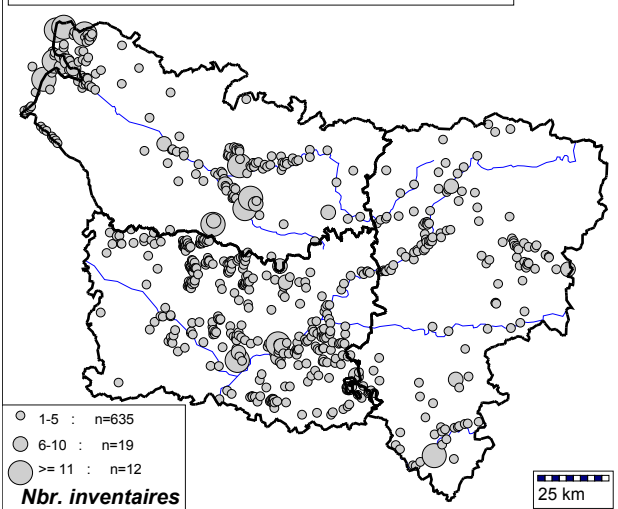 1-5 : n=635
6-10 : n=19
>= 11 : n=12
Nbr. inventaires
25 km